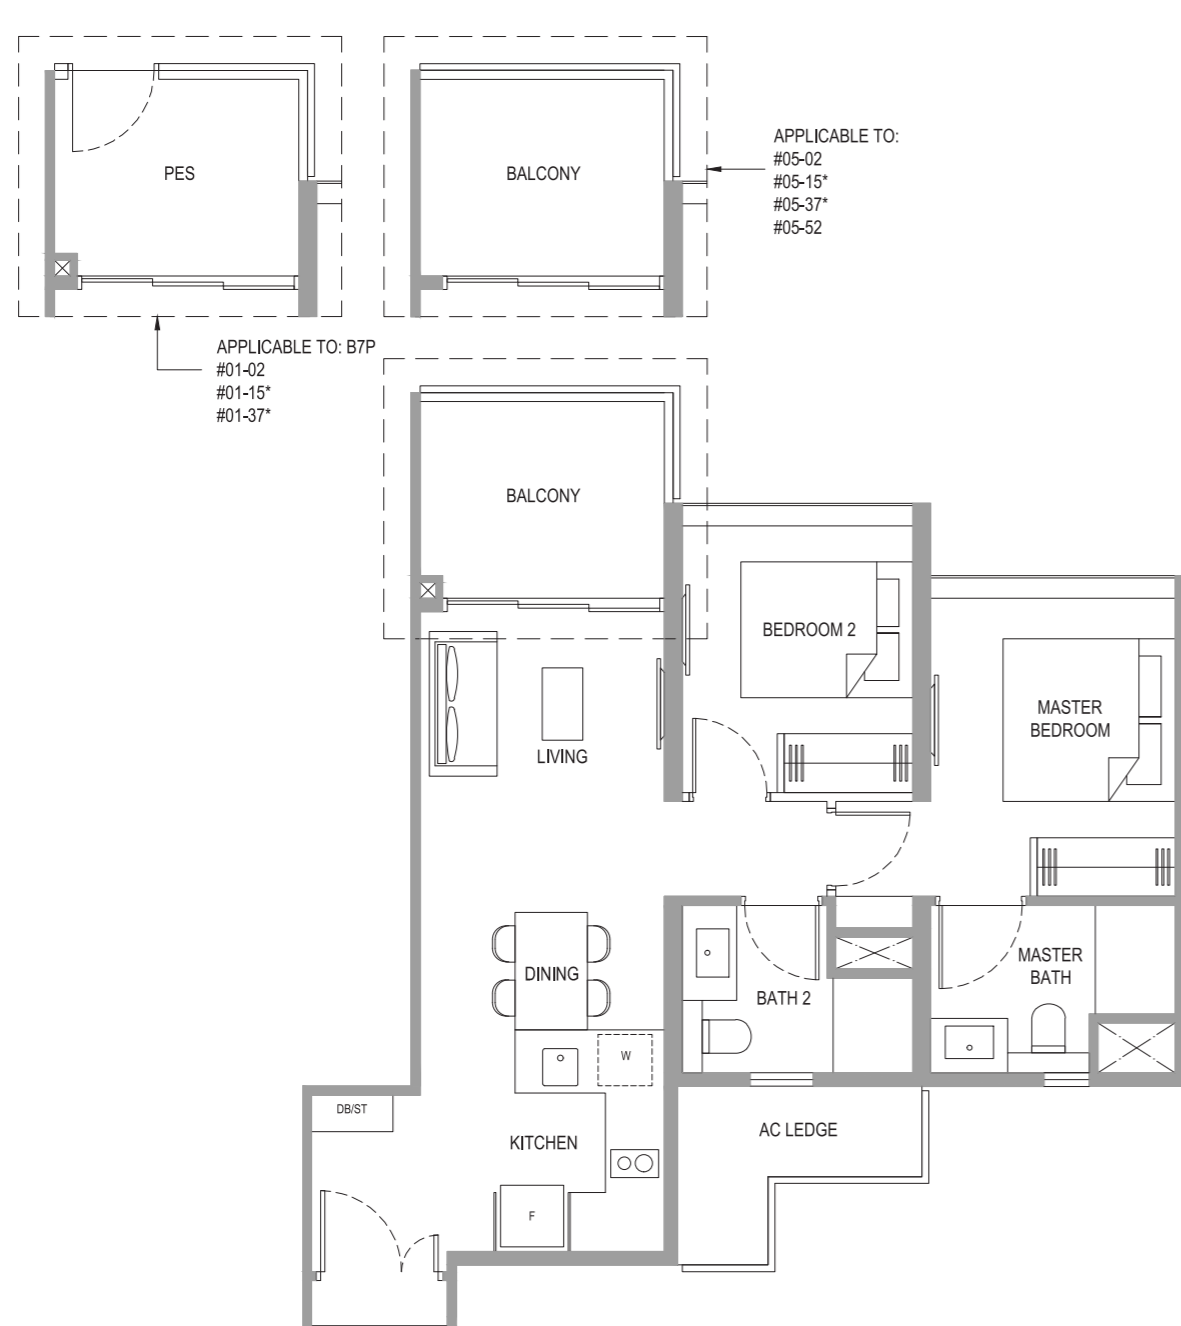 PES
BALCONY
APPLICABLE TO:
#05-02
#05-15*
#05-37*
#05-52
APPLICABLE TO: B7P
#01-02
#01-15*
#01-37*
BALCONY
BEDROOM 2
MASTER
BEDROOM
LIVING
DINING
MASTER
BATH
BATH 2
W
DB/ST
KITCHEN
AC LEDGE
F